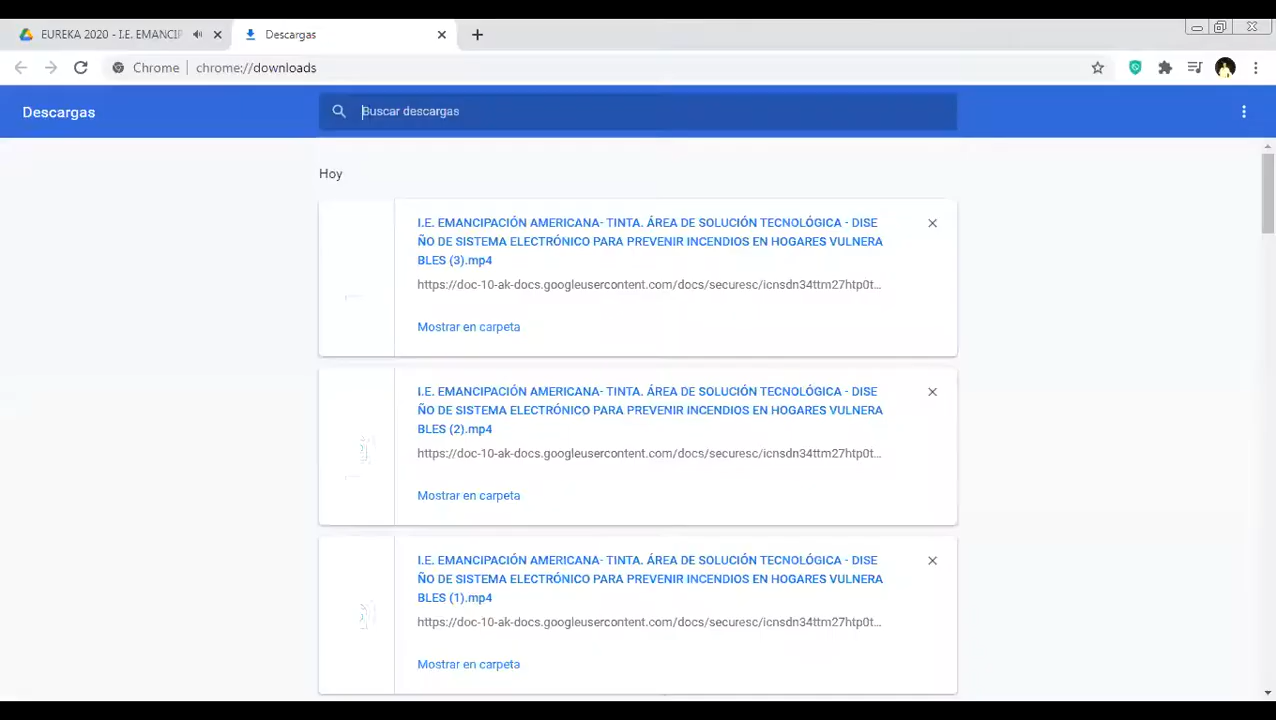 EUREKA 2020 - I.E. EMANCIP
Descargas
Chrome
chrome://downloads
Descargas
Buscar descargas
Hoy
I.E. EMANCIPACIÓN AMERICANA- TINTA. ÁREA DE SOLUCIÓN TECNOLÓGICA - DISE
ÑO DE SISTEMA ELECTRÓNICO PARA PREVENIR INCENDIOS EN HOGARES VULNERA
BLES (3).mp4
https://doc-10-ak-docs.googleusercontent.com/docs/securesc/icnsdn34ttm27htp0t...
Mostrar en carpeta
I.E. EMANCIPACIÓN AMERICANA- TINTA. ÁREA DE SOLUCIÓN TECNOLÓGICA - DISE
ÑO DE SISTEMA ELECTRÓNICO PARA PREVENIR INCENDIOS EN HOGARES VULNERA
BLES (2).mp4
https://doc-10-ak-docs.googleusercontent.com/docs/securesc/icnsdn34ttm27htp0t...
Mostrar en carpeta
I.E. EMANCIPACIÓN AMERICANA- TINTA. ÁREA DE SOLUCIÓN TECNOLÓGICA - DISE
ÑO DE SISTEMA ELECTRÓNICO PARA PREVENIR INCENDIOS EN HOGARES VULNERA
BLES (1).mp4
https://doc-10-ak-docs.googleusercontent.com/docs/securesc/icnsdn34ttm27htp0t...
Mostrar en carpeta